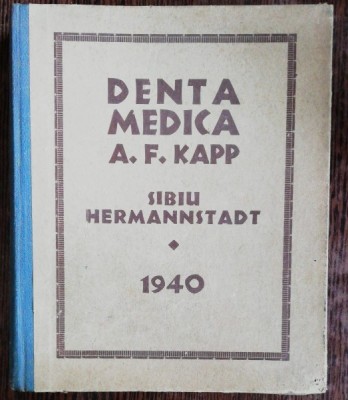 DENTA
MEDICA
A. F. KAPP
SIBIU
HERMANNSTADT
1940